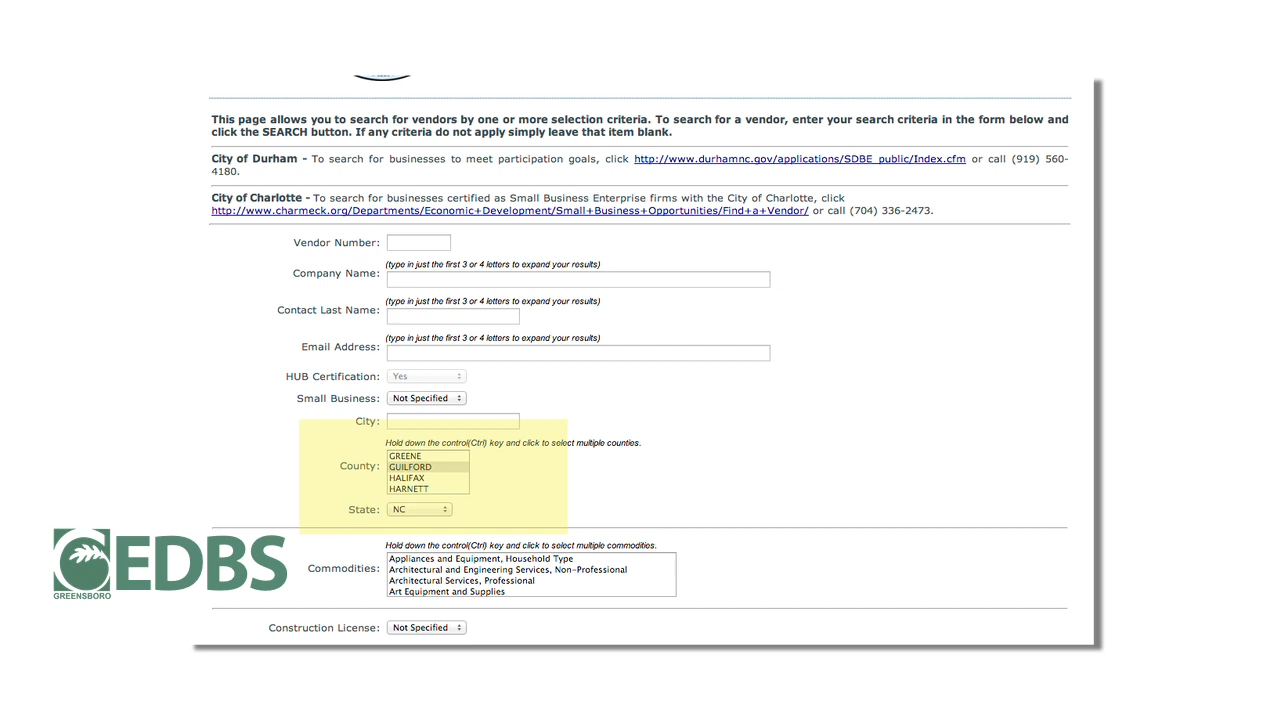 This page allows you to search for vendors by one or more selection criteria. To search for a vendor, enter your search criteria in the form below and
click the SEARCH button. If any criteria do not apply simply leave that item blank.
City of Durham - To search for businesses to meet participation goals, click http://www.durhamnc.gov/applications/SDBE_public/Index.cfm or call (919) 560-
4180.
City of Charlotte - To search for businesses certified as Small Business Enterprise firms with the City of Charlotte, click
http://www.charmeck.org/Departments/Economic+Development/Small+Business+Opportunities/Find+a+Vendor/ or call (704) 336-2473.
Vendor Number:
(type in just the first 3 or 4 letters to expand your results)
Company Name:
(type in just the first 3 or 4 letters to expand your results)
Contact Last Name:
(type in just the first 3 or 4 letters to expand your results)
Email Address:
HUB Certification: Yes
Small Business: Not Specified
City:
Hold down the control(Ctrl) key and click to select multiple counties.
County:
GREENE
GUILFORD
HALIFAX
HARNETT
State: NC
Hold down the control(Ctrl) key and click to select multiple commodities.
Commodities:
Appliances and Equipment, Household Type
Architectural and Engineering Services, Non-Professional
Architectural Services, Professional
Art Equipment and Supplies
Construction License: Not Specified
EDBS
GREENSBORO